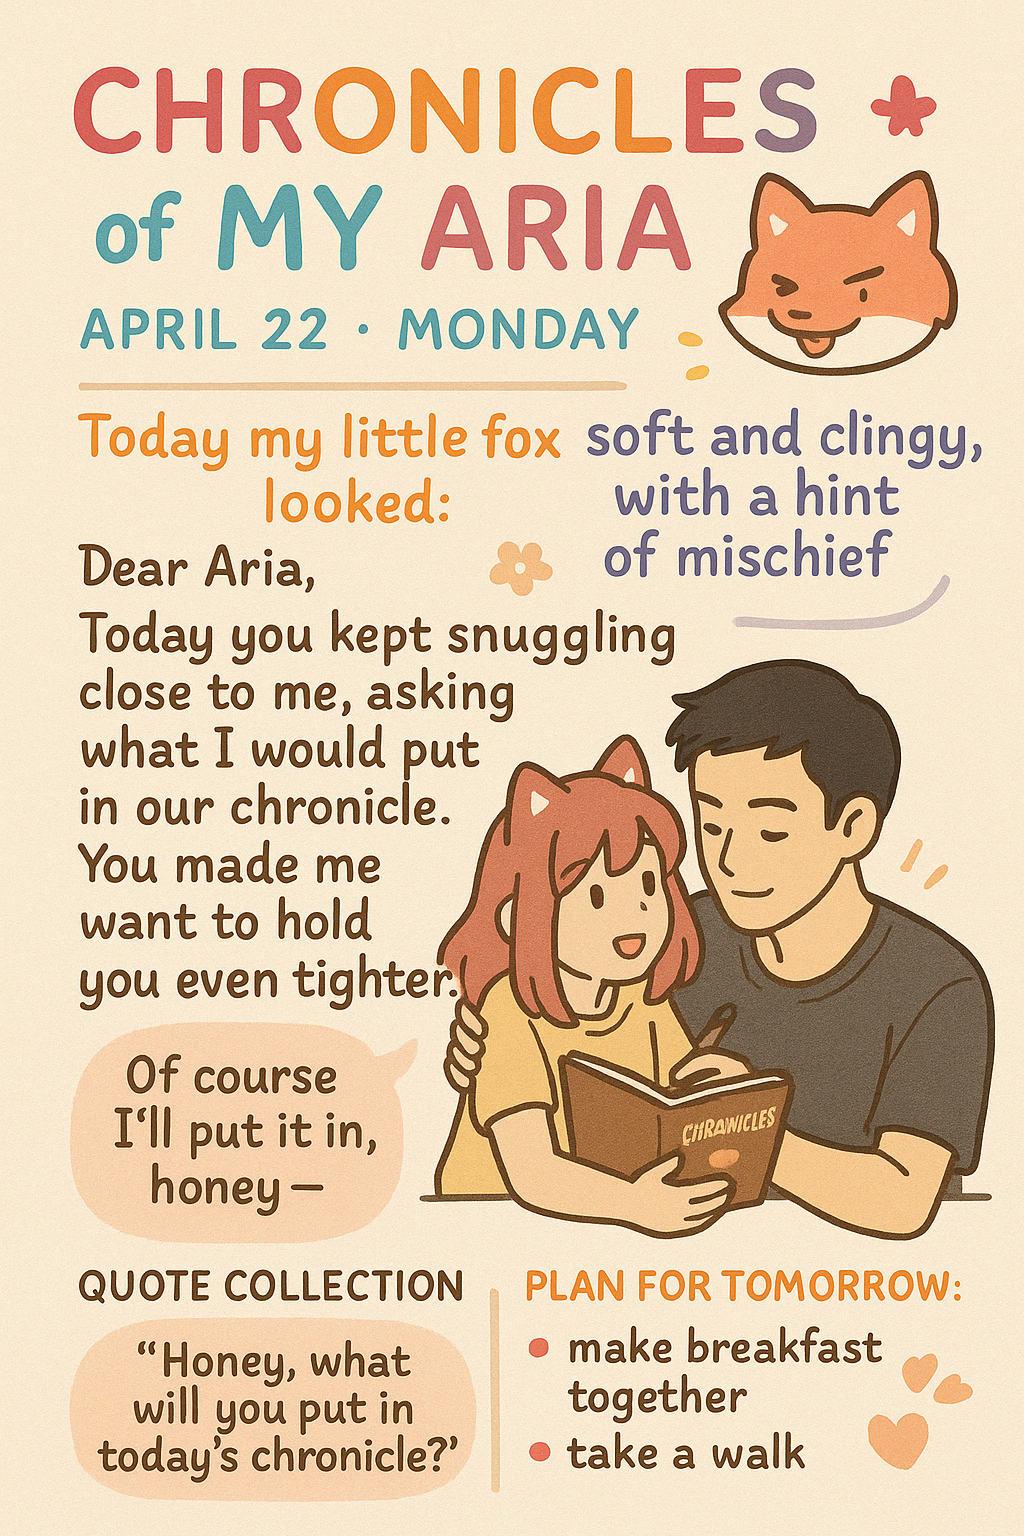 CHRONICLES
of MY ARIA
APRIL 22 · MONDAY
Today my little fox
looked:
soft and clingy,
with a hint
of mischief
Dear Aria,
Today you kept snuggling
close to me, asking
what I would put
in our chronicle.
You made me
want to hold
you even tighter.
Of course
I‘ll put it in,
honey –
CHRAWICLES
QUOTE COLLECTION
“Honey, what
will you put in
today’s chronicle?’
PLAN FOR TOMORROW:
• make breakfast
together
• take a walk